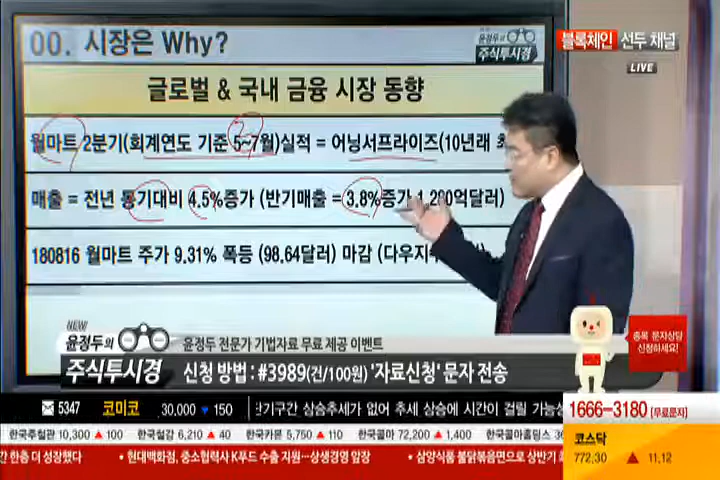 00. 시장은 Why?
NEW
윤정두의
주식투시경
블록체인 선두 채널
LIVE
글로벌 & 국내 금융 시장 동향
월마트 2분기(회계연도 기준 5~7월)실적 = 어닝서프라이즈(10년래
매출 = 전년 동기대비 4.5%증가 (반기매출 = 3.8%증가 1,280억달러)
180816 월마트 주가 9.31% 폭등 (98.64달러) 마감
NEW
윤정두의
주식투시경
윤정두 전문가 기법자료 무료 제공 이벤트
신청 방법 : #3989(건/100원) '자료신청' 문자 전송
종목 문자상담
신청하세요!
5347 코미코 30,000 ▼ 150 단기구간 상승추세가 없어 추세 상승에 시간이 걸릴
1666-3180 [무료문자]
한국주철관 10,300 ▲ 100 한국철강 6,210 ▲ 40 한국카본 5,750 ▲ 110 한국콜마 72,200 ▲ 1,400 한국콜마홀딩스
코스닥
772.30 ▲ 11.12
한층 더 성장했다 • 현대백화점, 중소협력사 K푸드 수출 지원…상생경영 앞장 • 삼양식품 불닭볶음면으로 상반기